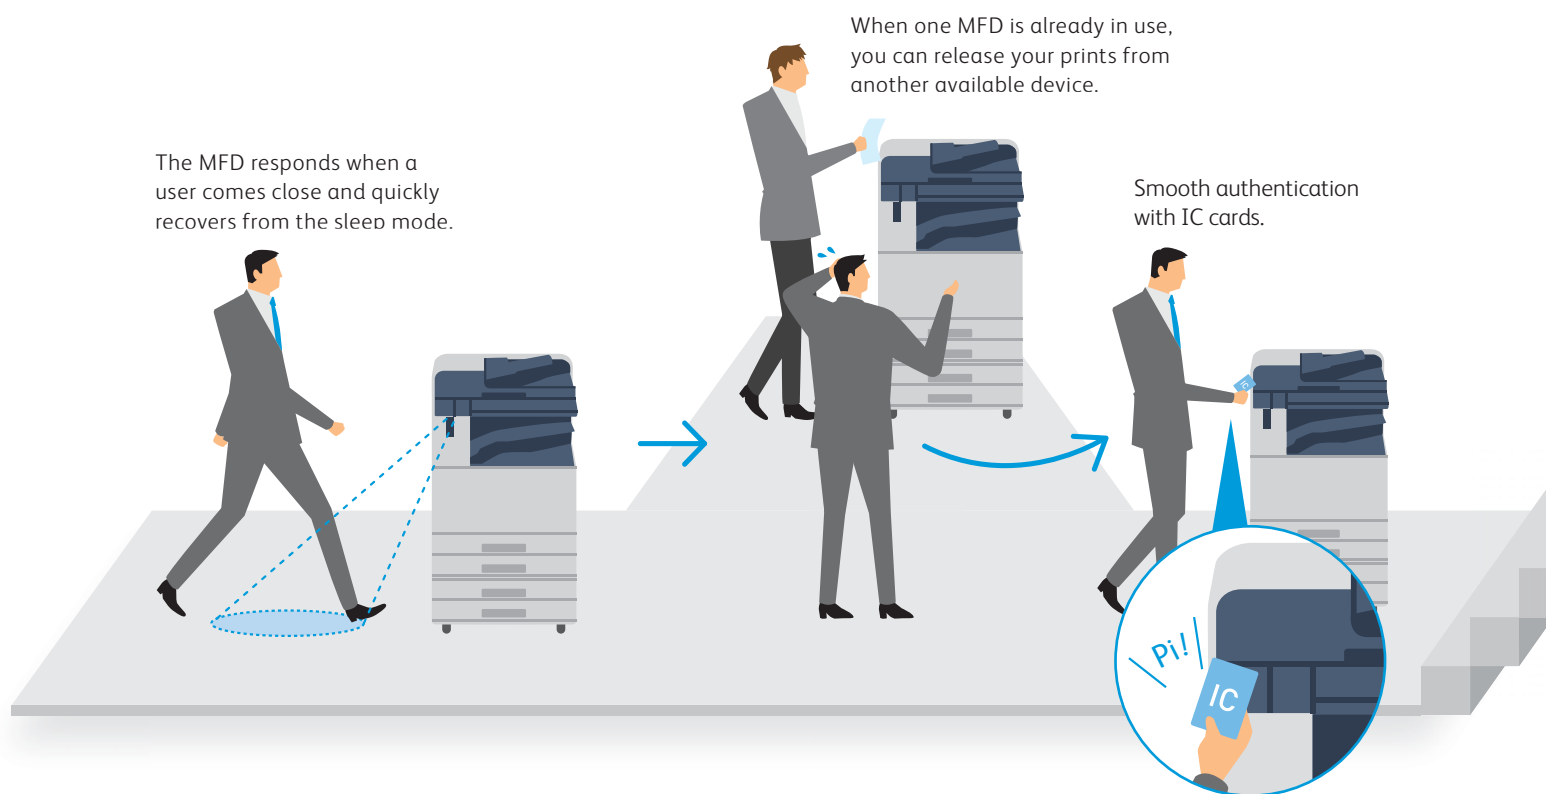 The MFD responds when a
user comes close and quickly
recovers from the sleep mode.
When one MFD is already in use,
you can release your prints from
another available device.
Smooth authentication
with IC cards.
IC
Pi!
IC